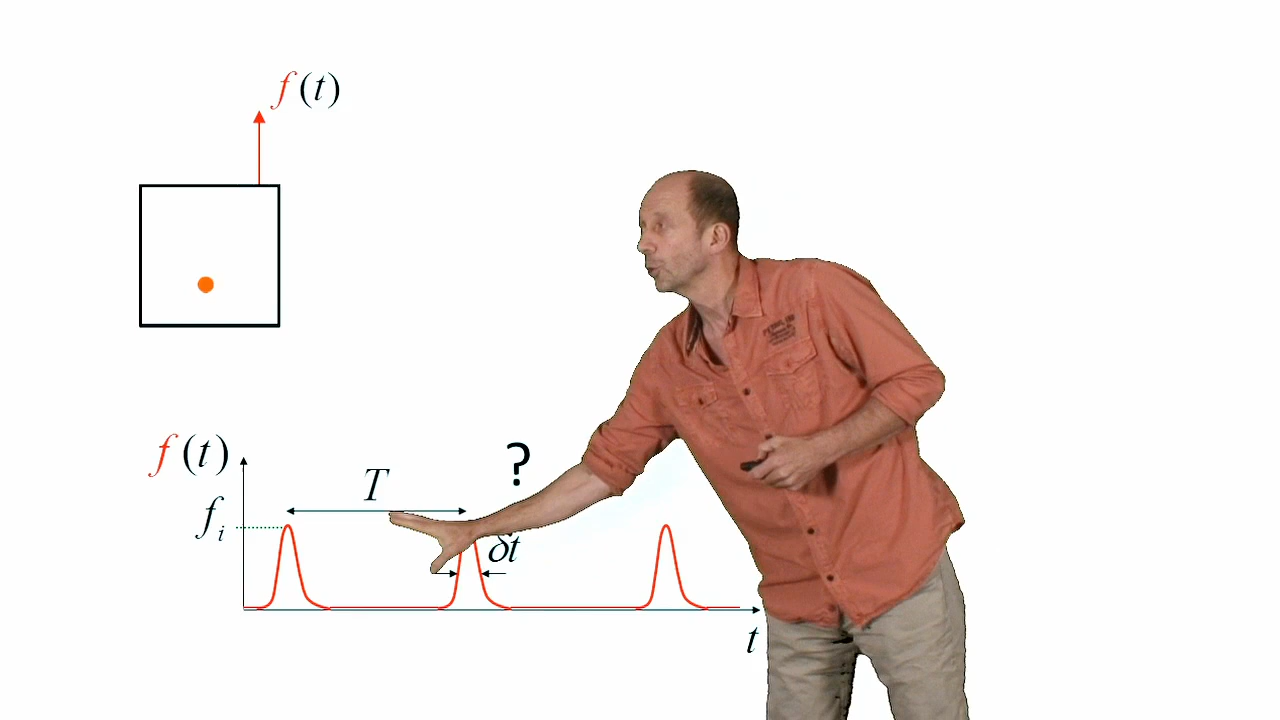 f (t)
f (t)
T
?
f_i
δt
t